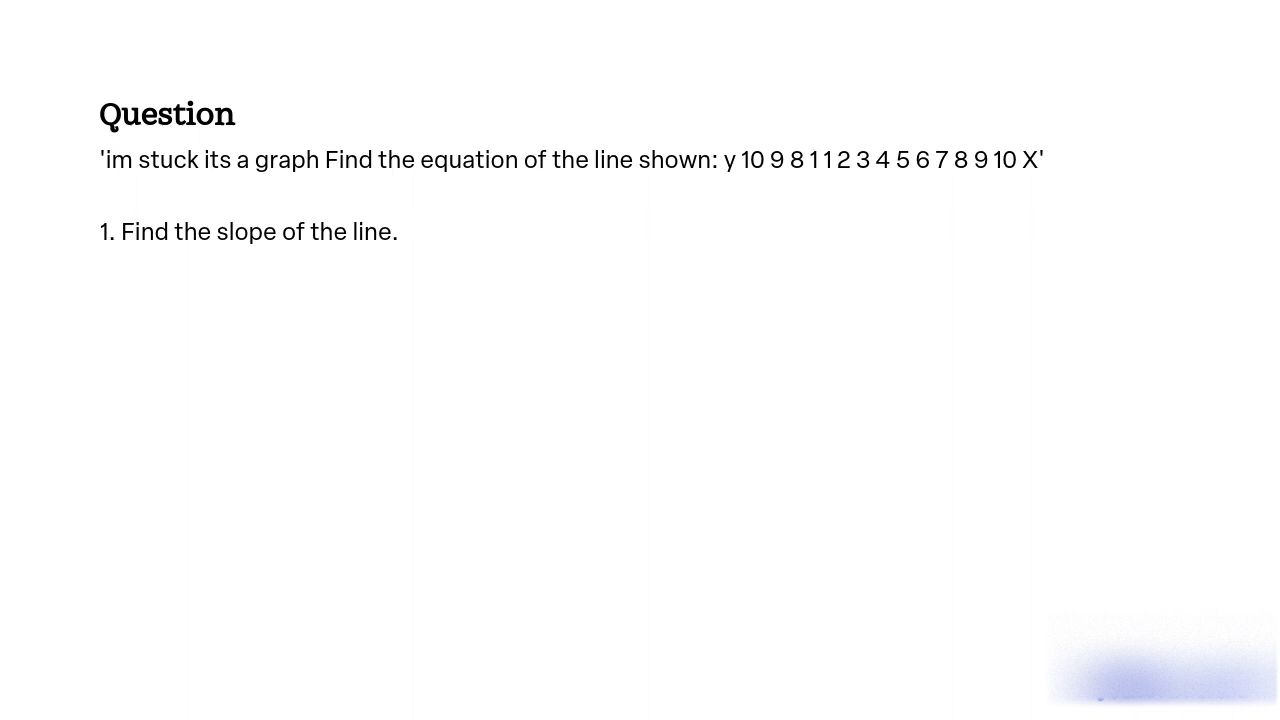 Question
'im stuck its a graph Find the equation of the line shown: y 10 9 8 1 1 2 3 4 5 6 7 8 9 10 X'
1. Find the slope of the line.